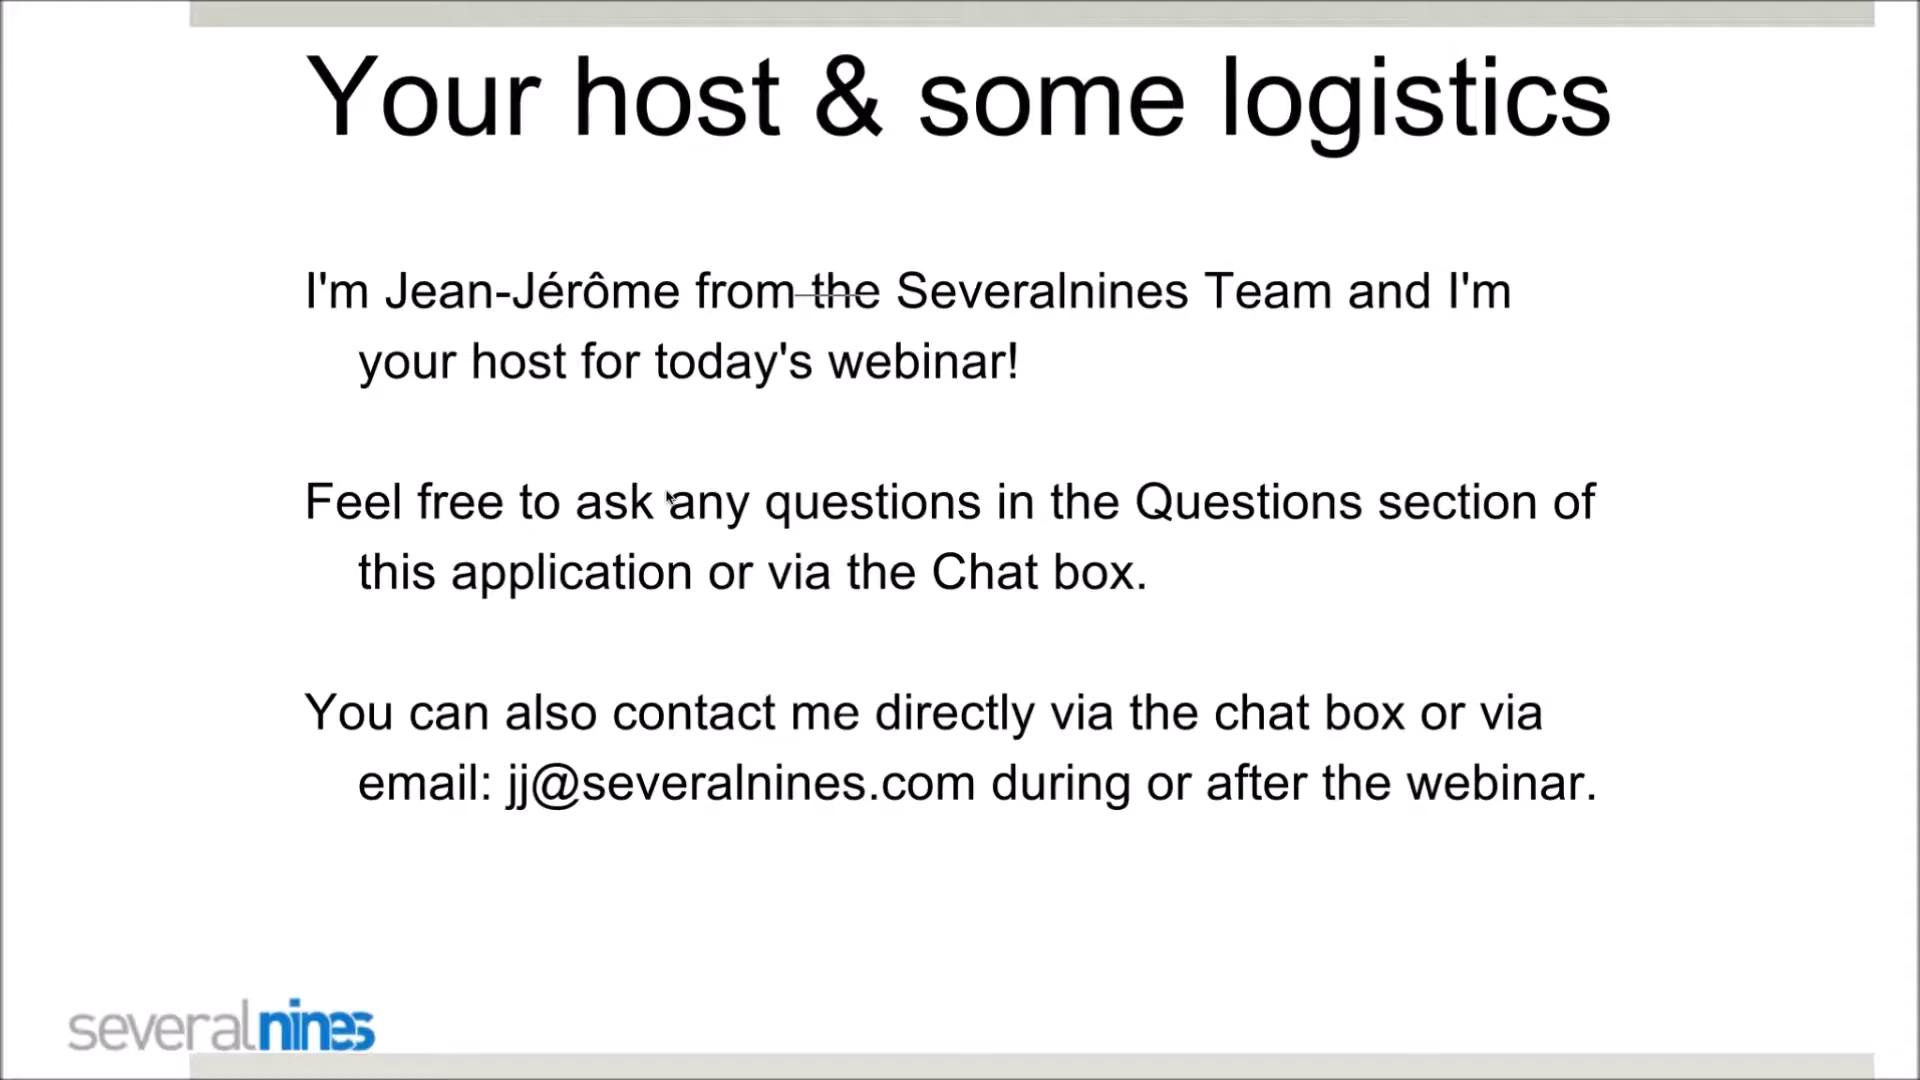 Your host & some logistics
I'm Jean-Jérôme from the Severalnines Team and I'm
your host for today's webinar!
Feel free to ask any questions in the Questions section of
this application or via the Chat box.
You can also contact me directly via the chat box or via
email: jj@severalnines.com during or after the webinar.
severalnines